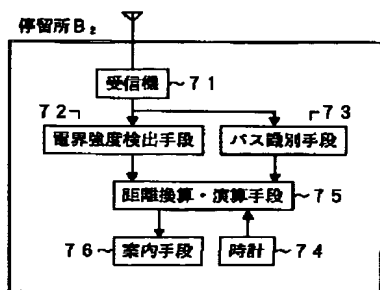 停留所B₂
受信機 71
72 73
電界強度検出手段 バス識別手段
距離換算・演算手段 75
76 案内手段 時計 74